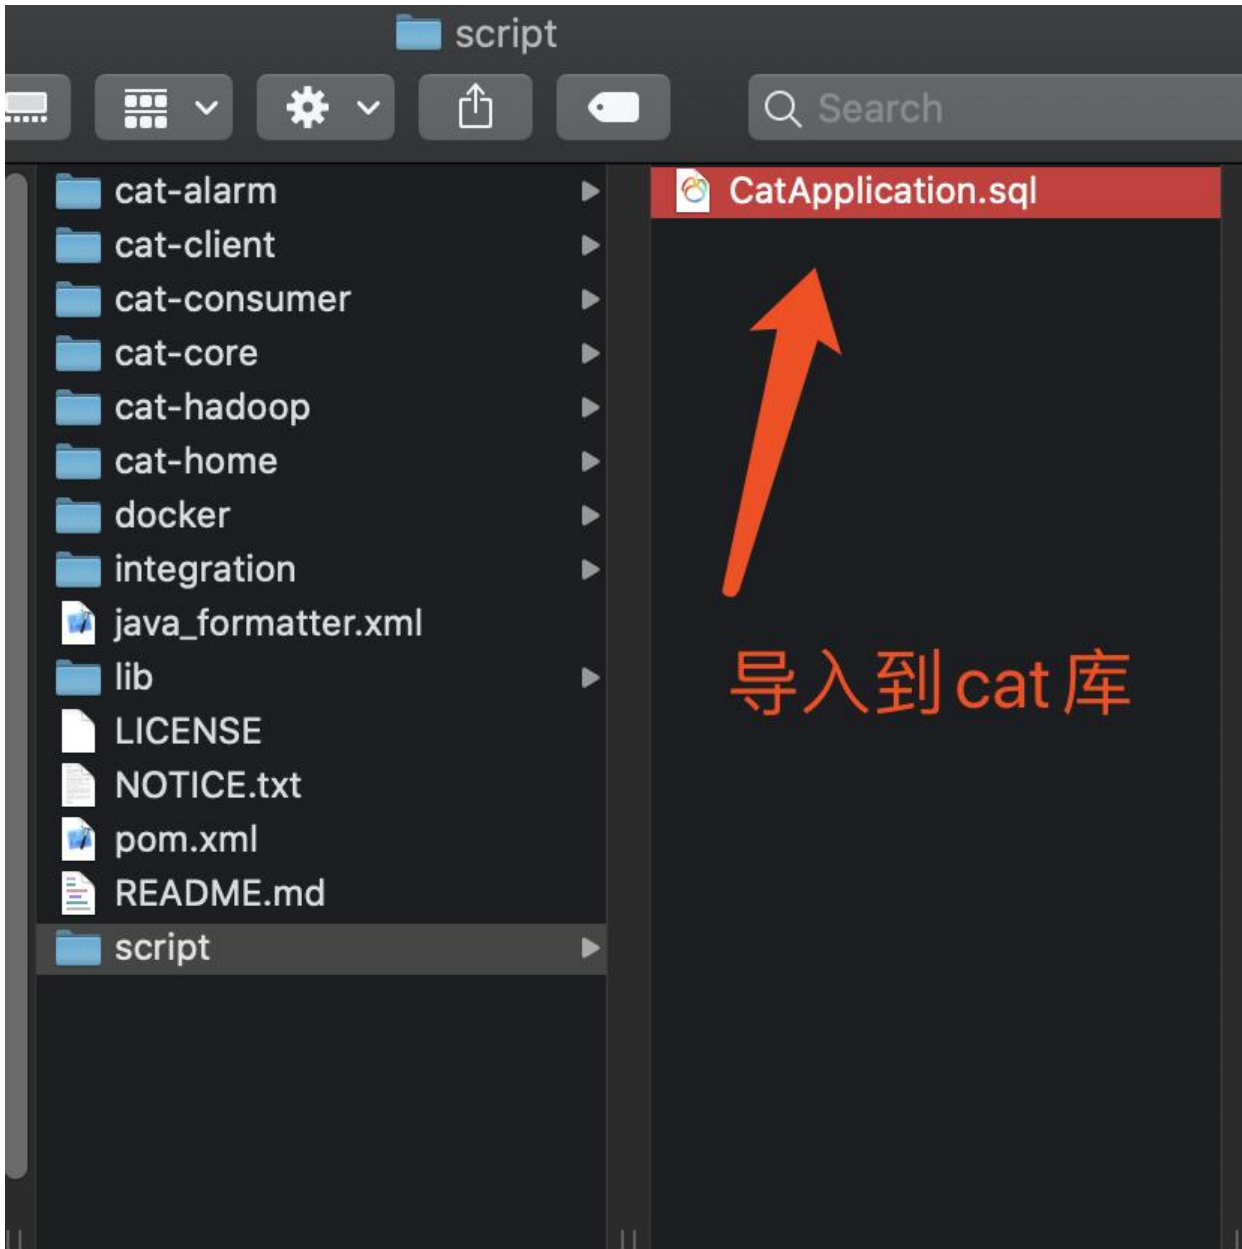 script
Search
cat-alarm
cat-client
cat-consumer
cat-core
cat-hadoop
cat-home
docker
integration
java_formatter.xml
lib
LICENSE
NOTICE.txt
pom.xml
README.md
script
CatApplication.sql
导入到cat库